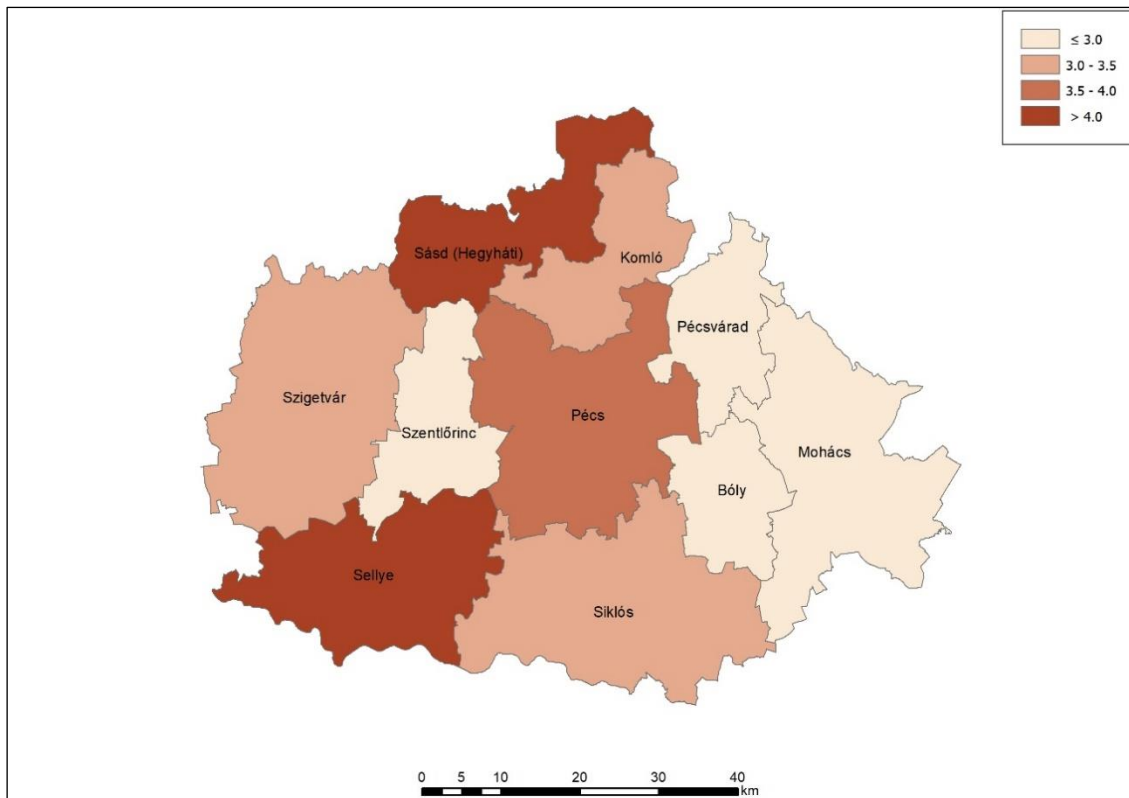 ≤ 3.0
3.0 - 3.5
3.5 - 4.0
> 4.0
Sásd (Hegyháti)
Komló
Pécsvárad
Szigetvár
Pécs
Szentlőrinc
Mohács
Bóly
Sellye
Siklós
0 5 10 20 30 40
km